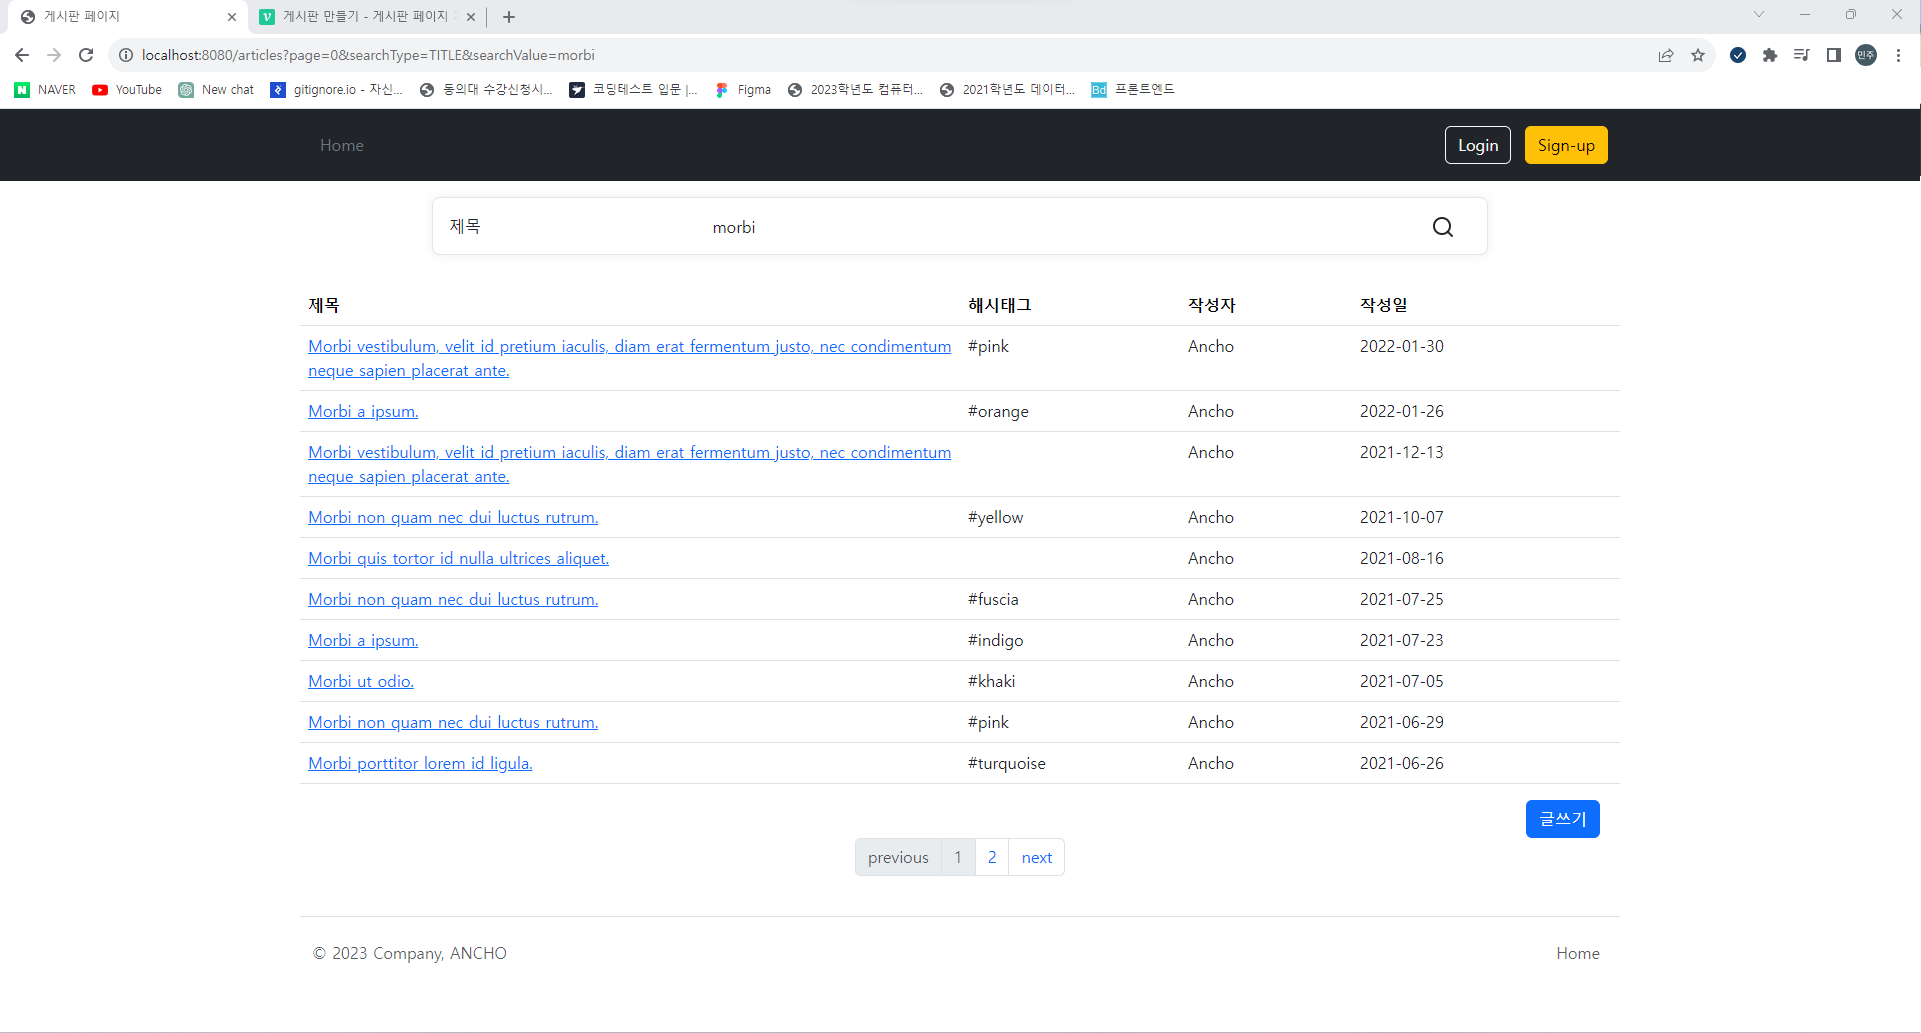 게시판 페이지
게시판 만들기 - 게시판 페이지
localhost:8080/articles?page=0&searchType=TITLE&searchValue=morbi
민주
NAVER YouTube New chat gitignore.io - 자신... 동의대 수강신청시... 코딩테스트 입문 |... Figma 2023학년도 컴퓨터... 2021학년도 데이터... Bd 프론트엔드
Home Login Sign-up
제목 morbi
제목 해시태그 작성자 작성일
Morbi vestibulum, velit id pretium iaculis, diam erat fermentum justo, nec condimentum #pink Ancho 2022-01-30
neque sapien placerat ante.
Morbi a ipsum. #orange Ancho 2022-01-26
Morbi vestibulum, velit id pretium iaculis, diam erat fermentum justo, nec condimentum Ancho 2021-12-13
neque sapien placerat ante.
Morbi non quam nec dui luctus rutrum. #yellow Ancho 2021-10-07
Morbi quis tortor id nulla ultrices aliquet. Ancho 2021-08-16
Morbi non quam nec dui luctus rutrum. #fuscia Ancho 2021-07-25
Morbi a ipsum. #indigo Ancho 2021-07-23
Morbi ut odio. #khaki Ancho 2021-07-05
Morbi non quam nec dui luctus rutrum. #pink Ancho 2021-06-29
Morbi porttitor lorem id ligula. #turquoise Ancho 2021-06-26
글쓰기
previous 1 2 next
© 2023 Company, ANCHO Home